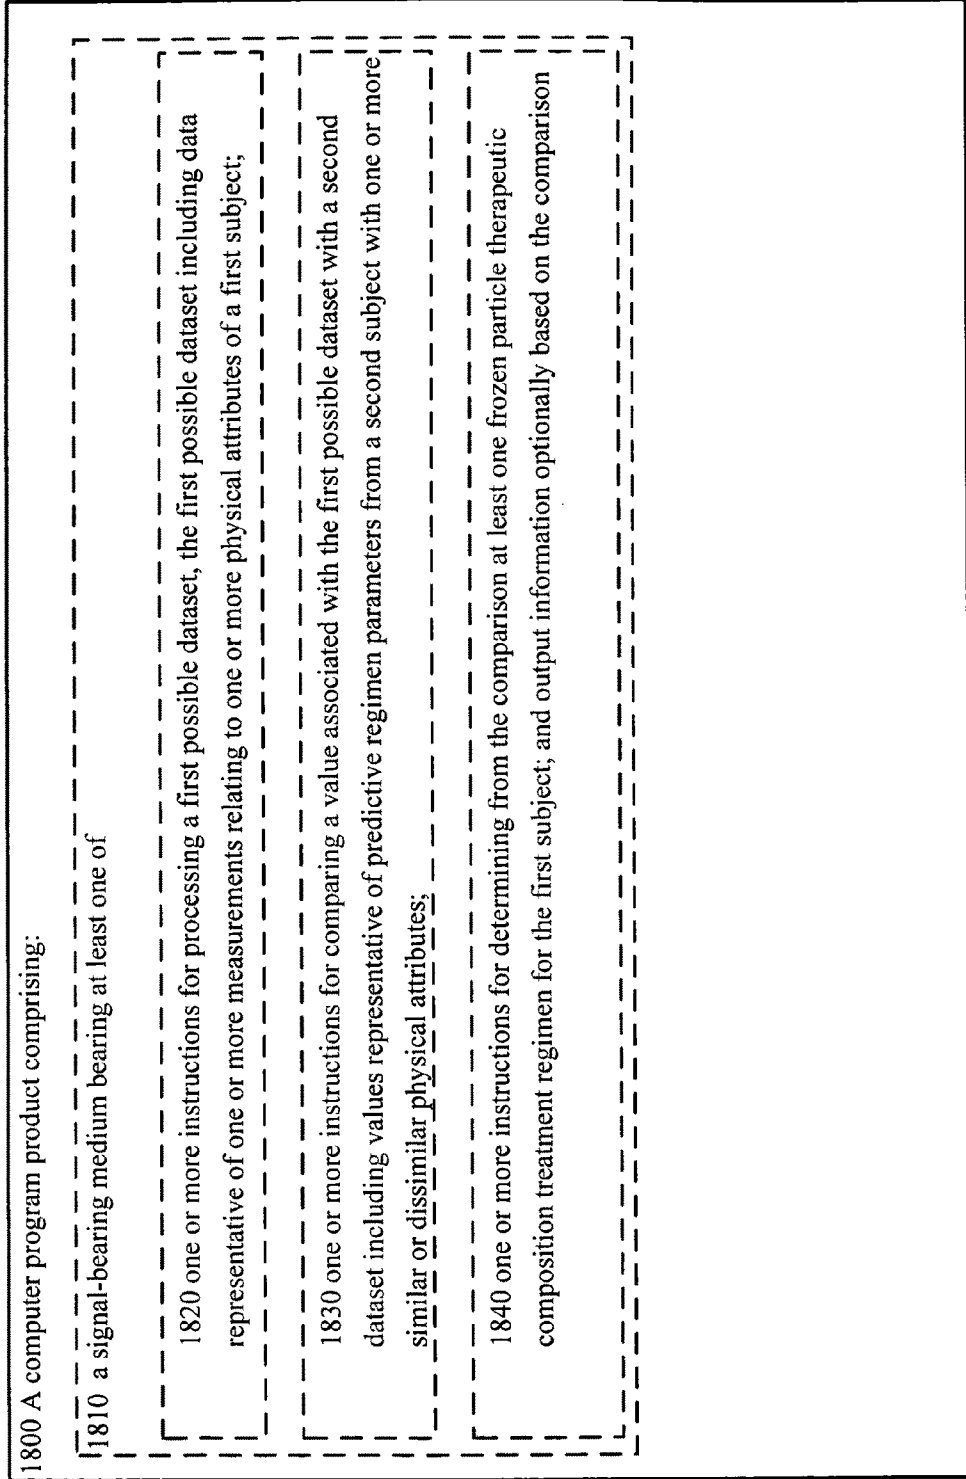 1800 A computer program product comprising:
1810 a signal-bearing medium bearing at least one of
1820 one or more instructions for processing a first possible dataset, the first possible dataset including data
representative of one or more measurements relating to one or more physical attributes of a first subject;
1830 one or more instructions for comparing a value associated with the first possible dataset with a second
dataset including values representative of predictive regimen parameters from a second subject with one or more
similar or dissimilar physical attributes;
1840 one or more instructions for determining from the comparison at least one frozen particle therapeutic
composition treatment regimen for the first subject; and output information optionally based on the comparison